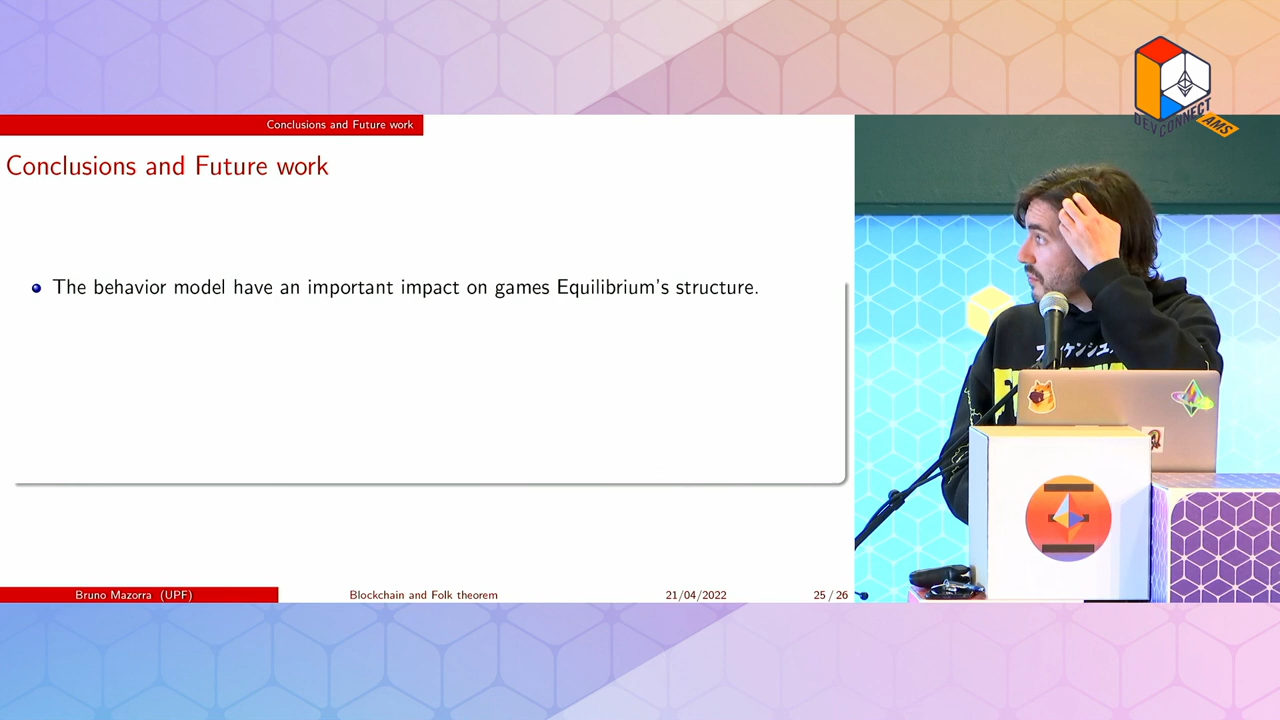 DEVCONNECT
AMS
Conclusions and Future work
Conclusions and Future work
The behavior model have an important impact on games Equilibrium's structure.
Bruno Mazorra (UPF)
Blockchain and Folk theorem
21/04/2022
25 / 26